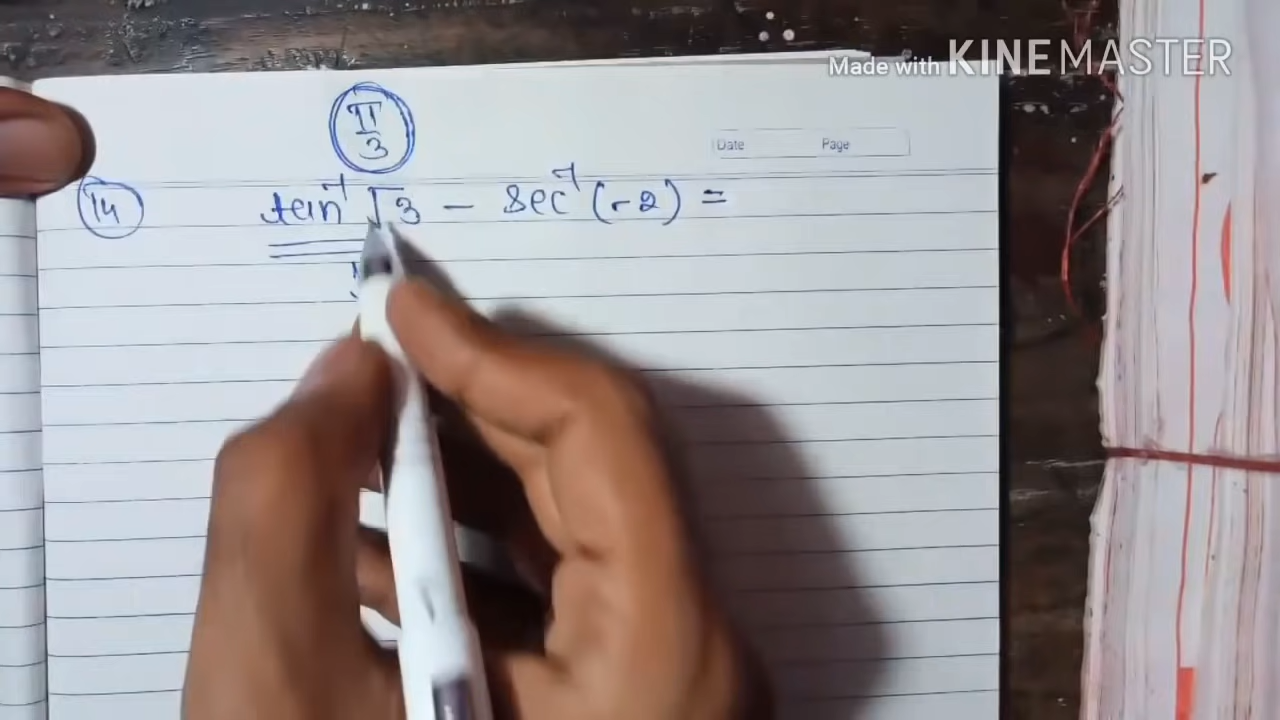 Made with KINEMASTER
π/3
Date Page
14 tan⁻¹ √3 − sec⁻¹ (-2) =